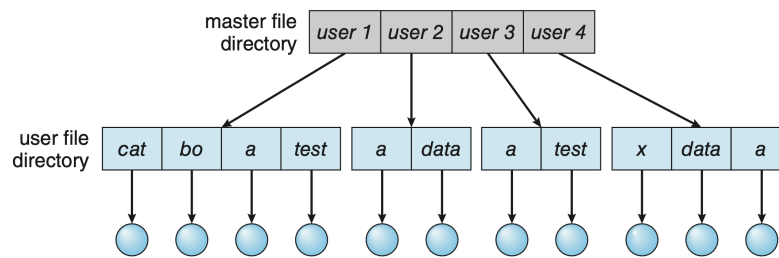 master file
directory
user 1 user 2 user 3 user 4
user file
directory
cat bo a test a data a test x data a